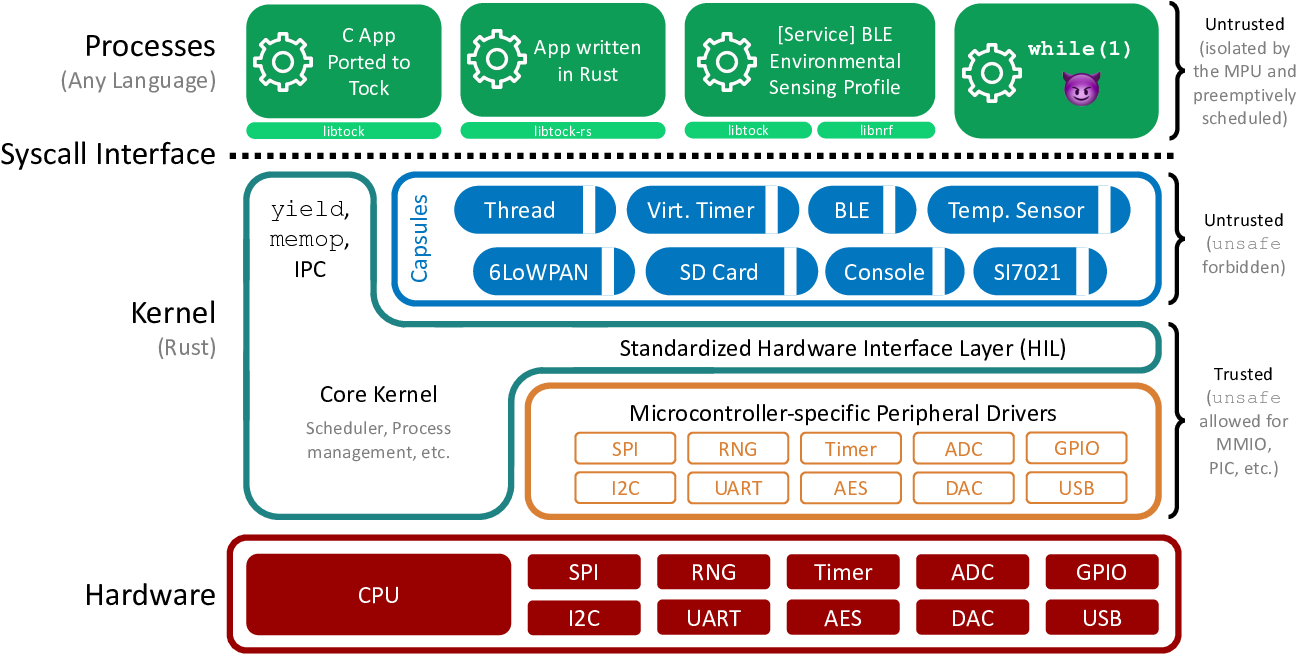 Processes
(Any Language)
C App
Ported to
Tock
libtock
App written
in Rust
libtock-rs
[Service] BLE
Environmental
Sensing Profile
libtock
libnrf
while(1)
Untrusted
(isolated by
the MPU and
preemptively
scheduled)
Syscall Interface
Kernel
(Rust)
yield,
memop,
IPC
Capsules
Thread
Virt. Timer
BLE
Temp. Sensor
6LoWPAN
SD Card
Console
SI7021
Untrusted
(unsafe
forbidden)
Standardized Hardware Interface Layer (HIL)
Core Kernel
Scheduler, Process
management, etc.
Microcontroller-specific Peripheral Drivers
SPI
RNG
Timer
ADC
GPIO
I2C
UART
AES
DAC
USB
Trusted
(unsafe
allowed for
MMIO,
PIC, etc.)
Hardware
CPU
SPI
RNG
Timer
ADC
GPIO
I2C
UART
AES
DAC
USB